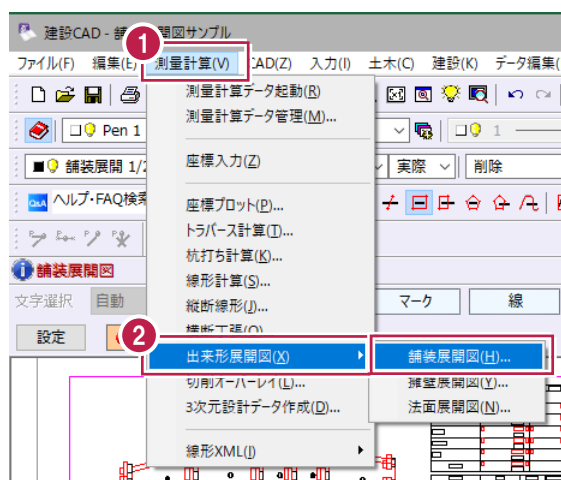 建設CAD - 舗 開図サンプル
1
ファイル(F) 編集(E) 測量計算(V) CAD(Z) 入力(I) 土木(C) 建設(K) データ編集(
測量計算データ起動(R)
測量計算データ管理(M)...
Pen 1
1
座標入力(Z)
舗装展開 1/2
実際
削除
Q&A ヘルプ・FAQ検索
座標プロット(P)...
トラバース計算(T)...
杭打ち計算(K)...
線形計算(S)...
縦断線形(J)...
横断丁張(O)...
舗装展開図
文字選択 自動
マーク 線
設定
2
出来形展開図(X)
舗装展開図(H)...
切削オーバーレイ(L)...
擁壁展開図(Y)...
3次元設計データ作成(D)...
法面展開図(N)...
線形XML(I)